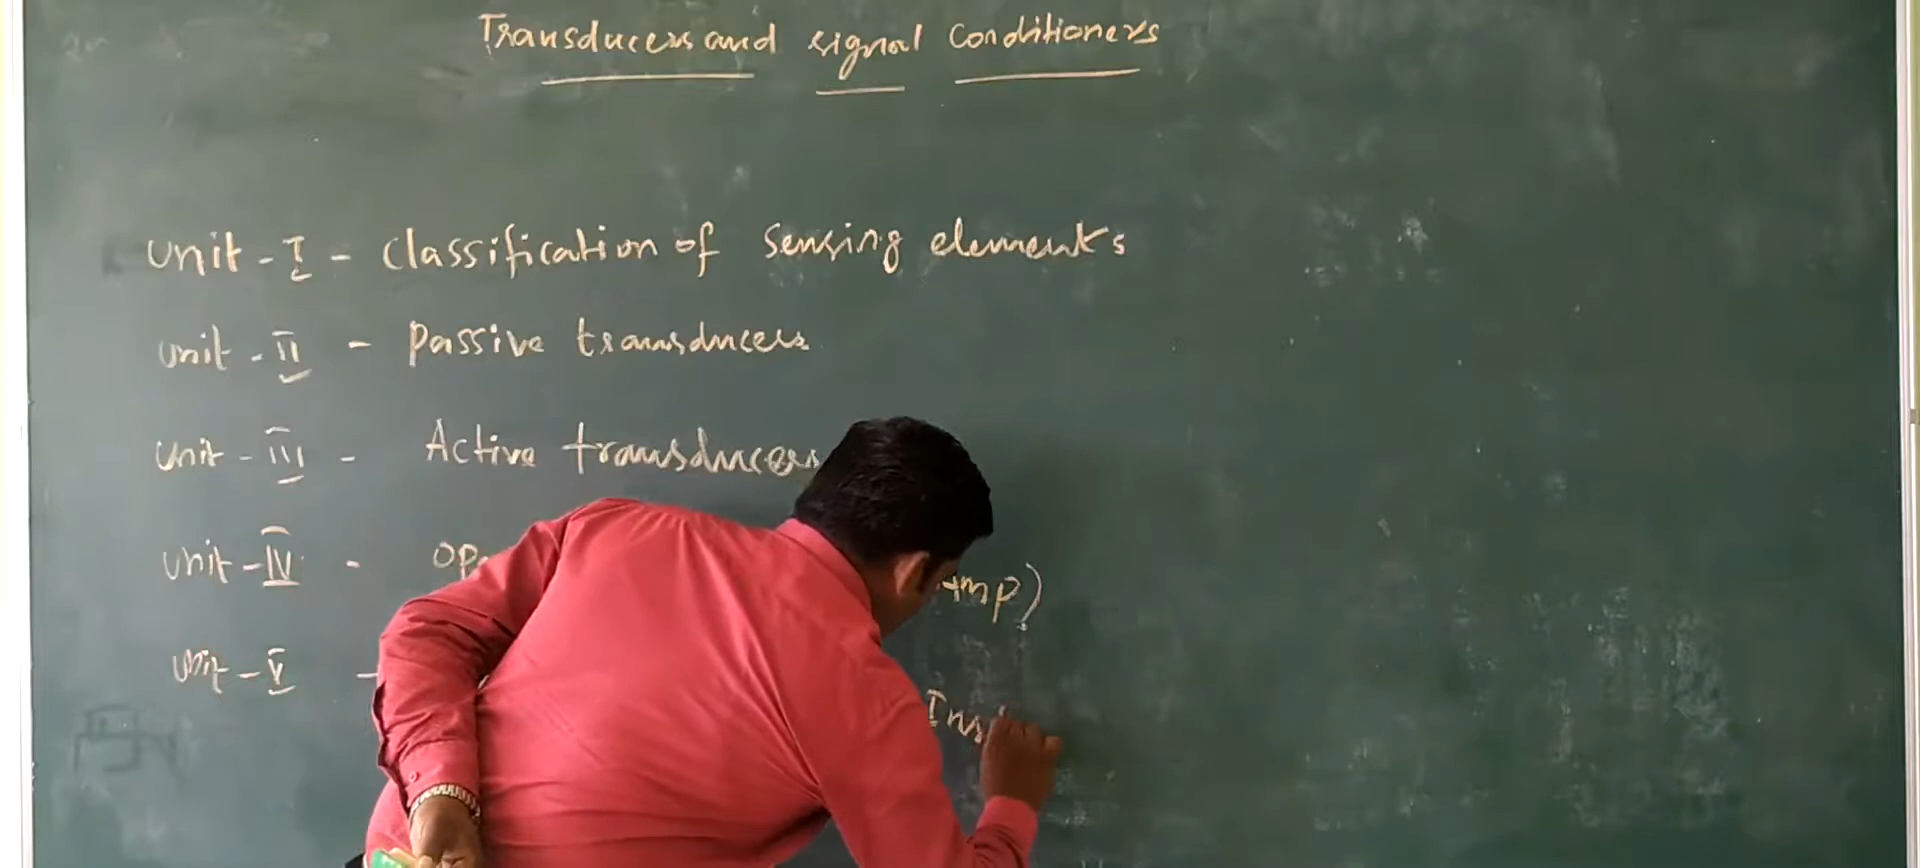 Transducers and signal conditioners
unit - I - classification of sensing elements
unit - II - passive transducers
unit - III - Active transducers
unit - IV - op Amp)
unit - V - Ins